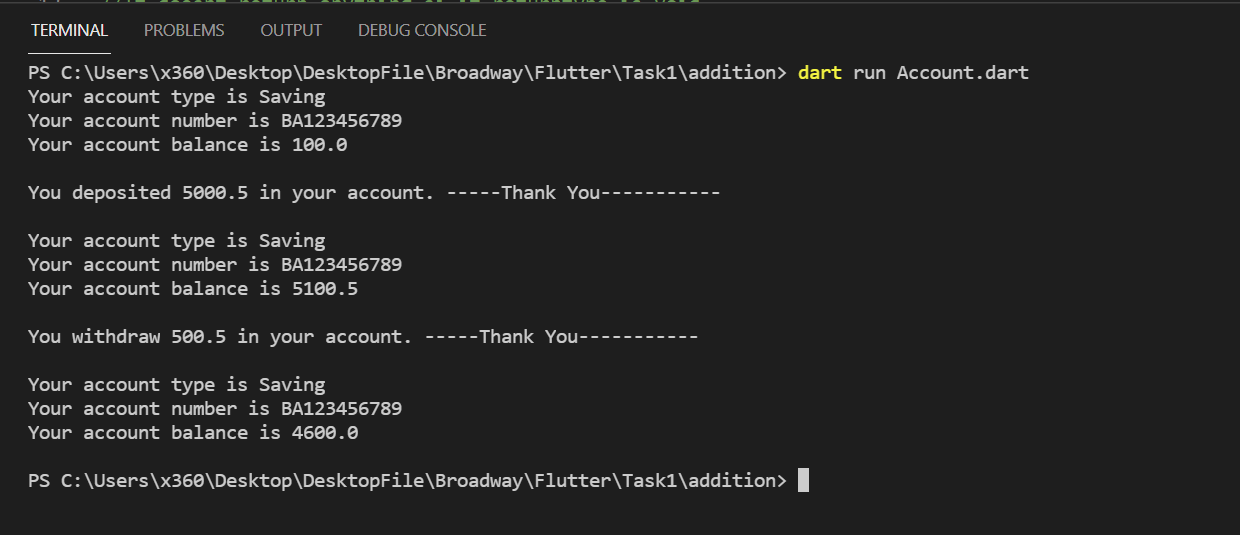 TERMINAL PROBLEMS OUTPUT DEBUG CONSOLE
PS C:\Users\x360\Desktop\DesktopFile\Broadway\Flutter\Task1\addition> dart run Account.dart
Your account type is Saving
Your account number is BA123456789
Your account balance is 100.0
You deposited 5000.5 in your account. -----Thank You-----------
Your account type is Saving
Your account number is BA123456789
Your account balance is 5100.5
You withdraw 500.5 in your account. -----Thank You-----------
Your account type is Saving
Your account number is BA123456789
Your account balance is 4600.0
PS C:\Users\x360\Desktop\DesktopFile\Broadway\Flutter\Task1\addition>